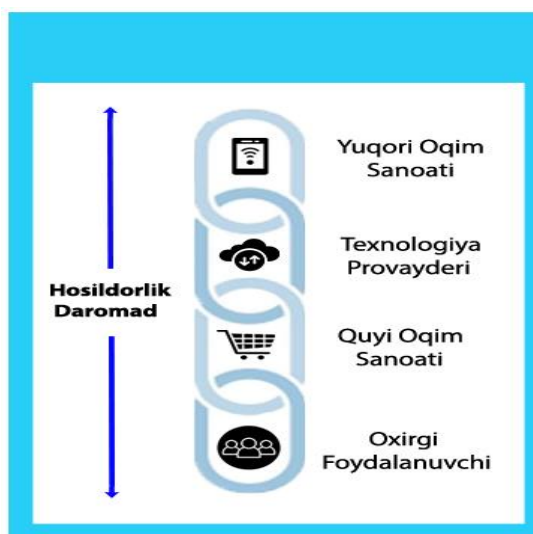 Yuqori Oqim
Sanoati
Texnologiya
Provayderi
Hosildorlik
Daromad
Quyi Oqim
Sanoati
Oxirgi
Foydalanuvchi